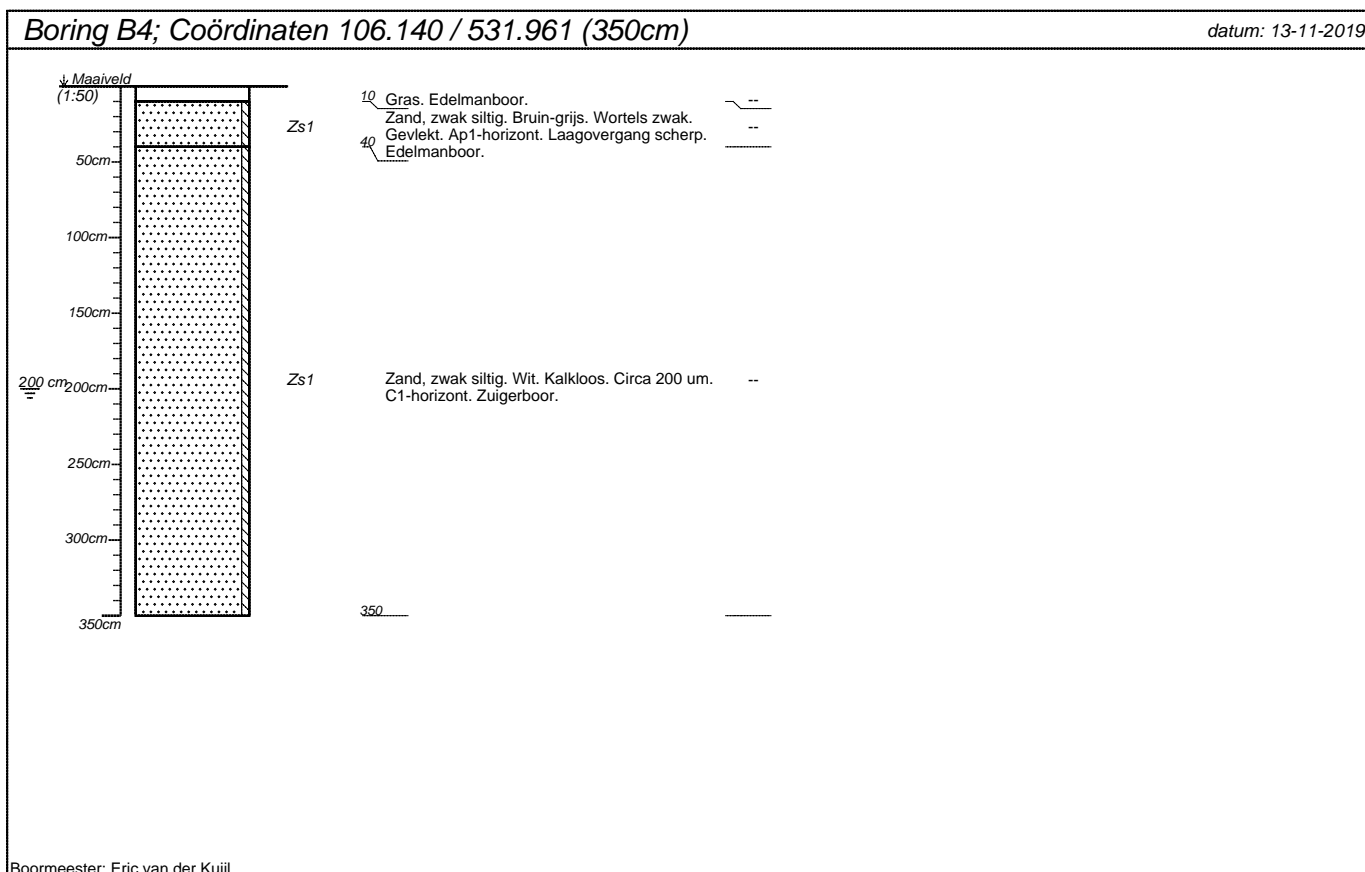 Boring B4; Coördinaten 106.140 / 531.961 (350cm)
datum: 13-11-2019
Maaiveld
(1:50)
10 Gras. Edelmanboor. --
Zs1 Zand, zwak siltig. Bruin-grijs. Wortels zwak. --
Gevlekt. Ap1-horizont. Laagovergang scherp.
40 Edelmanboor.
50cm
100cm
150cm
200 cm 200cm Zs1 Zand, zwak siltig. Wit. Kalkloos. Circa 200 um. --
C1-horizont. Zuigerboor.
250cm
300cm
350
350cm
Boormeester: Eric van der Kuijl